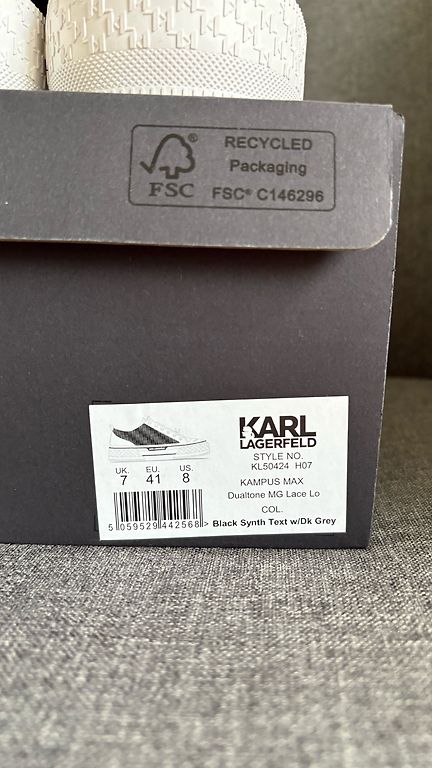 RECYCLED
Packaging
FSC® C146296
FSC
KARL
LAGERFELD
STYLE NO.
KL50424 H07
UK. EU. US.
7 41 8
KAMPUS MAX
Dualtone MG Lace Lo
COL.
5 059529 442568 > Black Synth Text w/Dk Grey